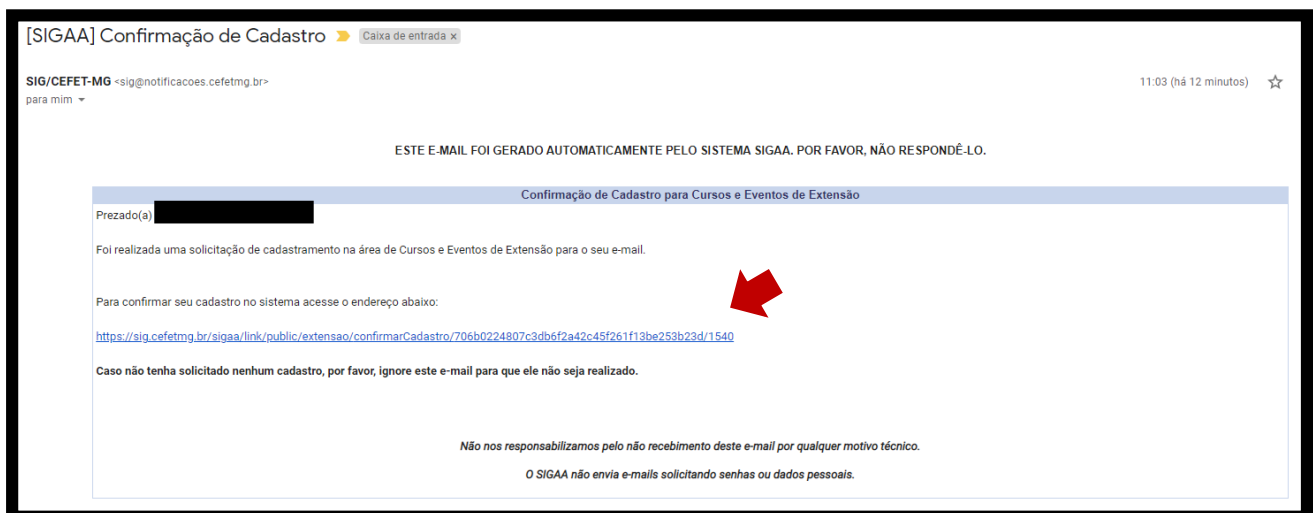 [SIGAA] Confirmação de Cadastro Caixa de entrada x
SIG/CEFET-MG <sig@notificacoes.cefetmg.br> 11:03 (há 12 minutos)
para mim
ESTE E-MAIL FOI GERADO AUTOMATICAMENTE PELO SISTEMA SIGAA. POR FAVOR, NÃO RESPONDÊ-LO.
Confirmação de Cadastro para Cursos e Eventos de Extensão
Prezado(a)
Foi realizada uma solicitação de cadastramento na área de Cursos e Eventos de Extensão para o seu e-mail.
Para confirmar seu cadastro no sistema acesse o endereço abaixo:
https://sig.cefetmg.br/sigaa/link/public/extensao/confirmarCadastro/706b0224807c3db6f2a42c45f261f13be253b23d/1540
Caso não tenha solicitado nenhum cadastro, por favor, ignore este e-mail para que ele não seja realizado.
Não nos responsabilizamos pelo não recebimento deste e-mail por qualquer motivo técnico.
O SIGAA não envia e-mails solicitando senhas ou dados pessoais.